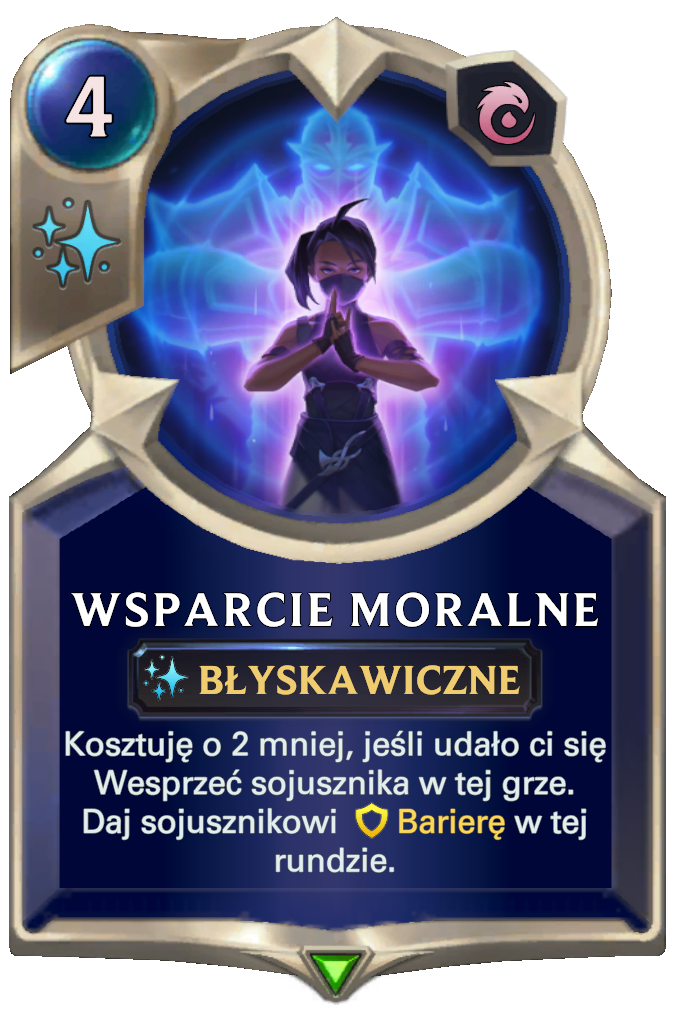 4
WSPARCIE MORALNE
BŁYSKAWICZNE
Kosztuję o 2 mniej, jeśli udało ci się
Wesprzeć sojusznika w tej grze.
Daj sojusznikowi Barierę w tej
rundzie.